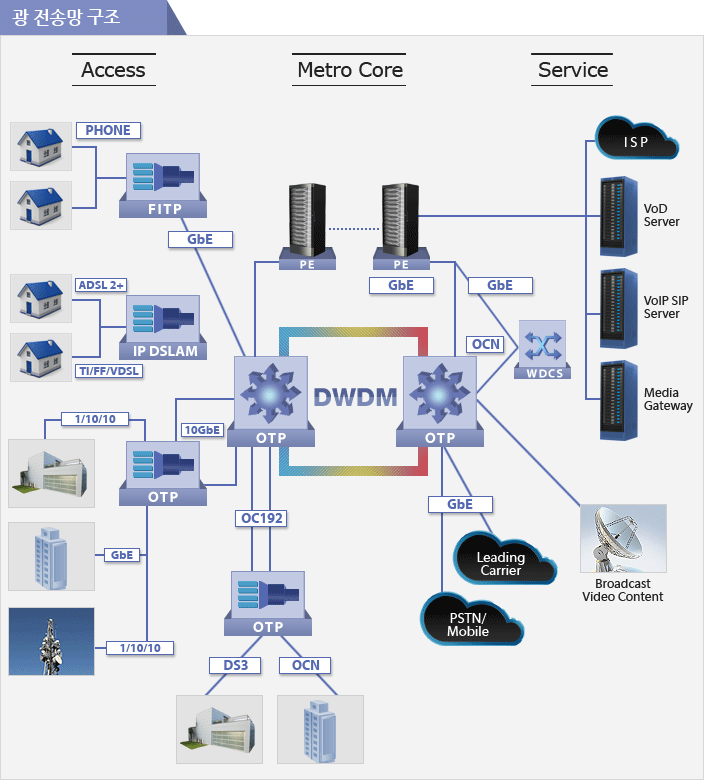 광 전송망 구조
Access
Metro Core
Service
PHONE
FITP
GbE
ADSL 2+
IP DSLAM
TI/FF/VDSL
1/10/10
OTP
GbE
1/10/10
10GbE
PE
PE
GbE
GbE
OCN
WDCS
DWDM
OTP
OTP
OC192
OTP
DS3
OCN
GbE
Leading
Carrier
PSTN/
Mobile
ISP
VoD
Server
VoIP SIP
Server
Media
Gateway
Broadcast
Video Content